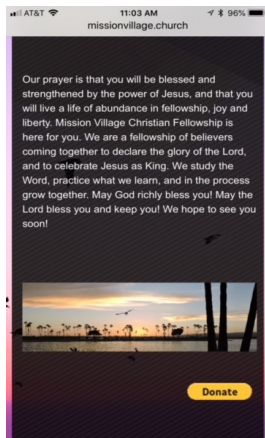 AT&T 11:03 AM 96%
missionvillage.church
Our prayer is that you will be blessed and
strengthened by the power of Jesus, and that you
will live a life of abundance in fellowship, joy and
liberty. Mission Village Christian Fellowship is
here for you. We are a fellowship of believers
coming together to declare the glory of the Lord,
and to celebrate Jesus as King. We study the
Word, practice what we learn, and in the process
grow together. May God richly bless you! May the
Lord bless you and keep you! We hope to see you
soon!
Donate